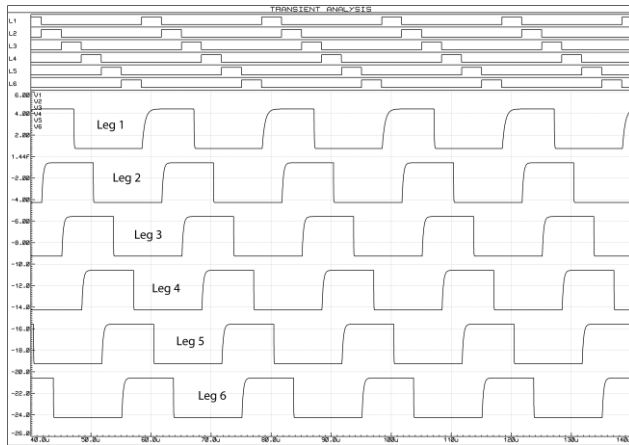 TRANSIENT ANALYSIS
L1
L2
L3
L4
L5
L6
6.00
V1
V2
V3
V4
V5
V6
4.00
2.00
Leg 1
-2.00
Leg 2
-4.00
-6.00
Leg 3
-8.00
-10.0
Leg 4
-12.0
-14.0
-16.0
Leg 5
-18.0
-20.0
-22.0
Leg 6
-24.0
-26.0
40.0u 50.0u 60.0u 70.0u 80.0u 90.0u 100u 110u 120u 130u 140